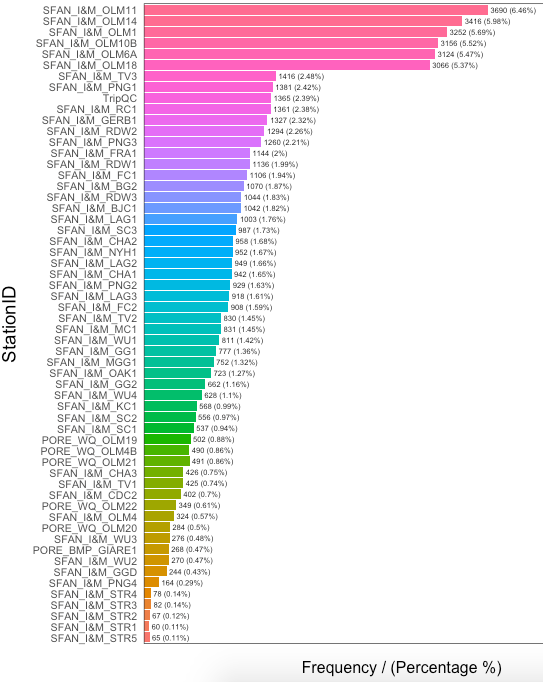 SFAN_I&M_OLM11 3690 (6.46%)
SFAN_I&M_OLM14 3416 (5.98%)
SFAN_I&M_OLM1 3252 (5.69%)
SFAN_I&M_OLM10B 3156 (5.52%)
SFAN_I&M_OLM6A 3124 (5.47%)
SFAN_I&M_OLM18 3066 (5.37%)
SFAN_I&M_TV3 1416 (2.48%)
SFAN_I&M_PNG1 1381 (2.42%)
TripQC 1365 (2.39%)
SFAN_I&M_RC1 1361 (2.38%)
SFAN_I&M_GERB1 1327 (2.32%)
SFAN_I&M_RDW2 1294 (2.26%)
SFAN_I&M_PNG3 1260 (2.21%)
SFAN_I&M_FRA1 1144 (2%)
SFAN_I&M_RDW1 1136 (1.99%)
SFAN_I&M_FC1 1106 (1.94%)
SFAN_I&M_BG2 1070 (1.87%)
SFAN_I&M_RDW3 1044 (1.83%)
SFAN_I&M_BJC1 1042 (1.82%)
SFAN_I&M_LAG1 1003 (1.76%)
SFAN_I&M_SC3 987 (1.73%)
SFAN_I&M_CHA2 958 (1.68%)
SFAN_I&M_NYH1 952 (1.67%)
SFAN_I&M_LAG2 949 (1.66%)
SFAN_I&M_CHA1 942 (1.65%)
SFAN_I&M_PNG2 929 (1.63%)
SFAN_I&M_LAG3 918 (1.61%)
SFAN_I&M_FC2 908 (1.59%)
SFAN_I&M_TV2 830 (1.45%)
SFAN_I&M_MC1 831 (1.45%)
SFAN_I&M_WU1 811 (1.42%)
SFAN_I&M_GG1 777 (1.36%)
SFAN_I&M_MGG1 752 (1.32%)
SFAN_I&M_OAK1 723 (1.27%)
SFAN_I&M_GG2 662 (1.16%)
SFAN_I&M_WU4 628 (1.1%)
SFAN_I&M_KC1 568 (0.99%)
SFAN_I&M_SC2 556 (0.97%)
SFAN_I&M_SC1 537 (0.94%)
PORE_WQ_OLM19 502 (0.88%)
PORE_WQ_OLM4B 490 (0.86%)
PORE_WQ_OLM21 491 (0.86%)
SFAN_I&M_CHA3 426 (0.75%)
SFAN_I&M_TV1 425 (0.74%)
SFAN_I&M_CDC2 402 (0.7%)
PORE_WQ_OLM22 349 (0.61%)
SFAN_I&M_OLM4 324 (0.57%)
PORE_WQ_OLM20 284 (0.5%)
SFAN_I&M_WU3 276 (0.48%)
PORE_BMP_GIARE1 268 (0.47%)
SFAN_I&M_WU2 270 (0.47%)
SFAN_I&M_GGD 244 (0.43%)
SFAN_I&M_PNG4 164 (0.29%)
SFAN_I&M_STR4 78 (0.14%)
SFAN_I&M_STR3 82 (0.14%)
SFAN_I&M_STR2 67 (0.12%)
SFAN_I&M_STR1 60 (0.11%)
SFAN_I&M_STR5 65 (0.11%)
StationID
Frequency / (Percentage %)